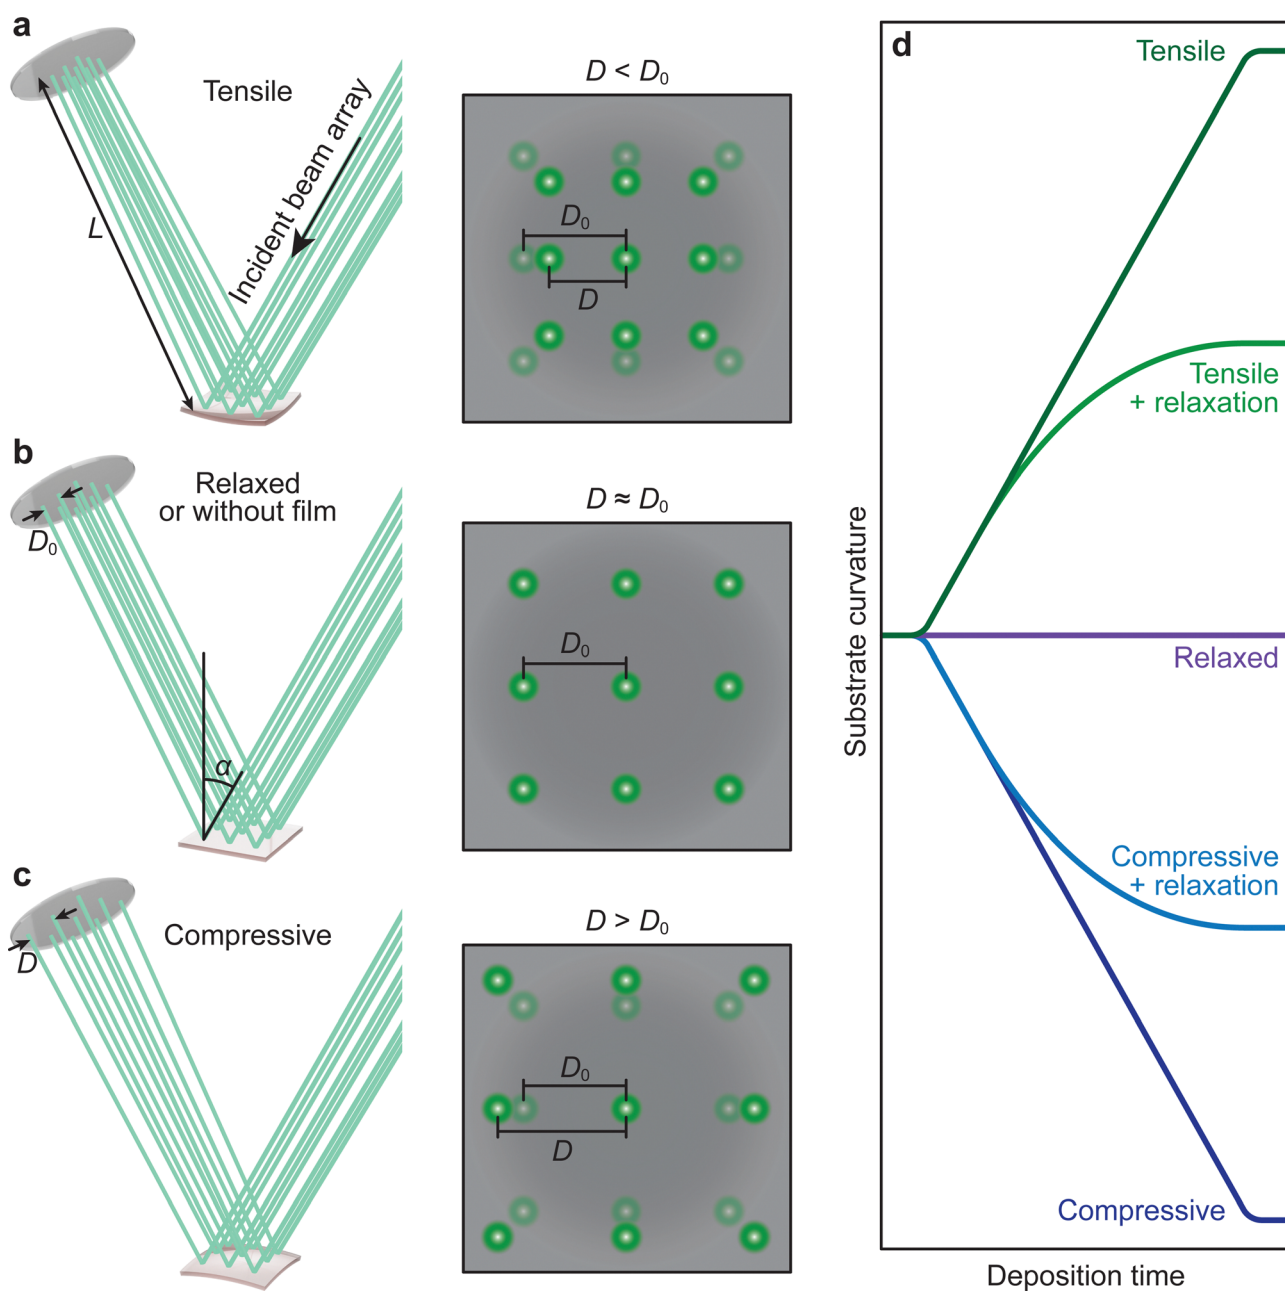 a
Tensile
Incident beam array
L
D < D₀
D₀
D
b
Relaxed
or without film
D₀
α
D ≈ D₀
D₀
c
Compressive
D
D > D₀
D₀
D
d
Tensile
Tensile
+ relaxation
Relaxed
Compressive
+ relaxation
Compressive
Substrate curvature
Deposition time